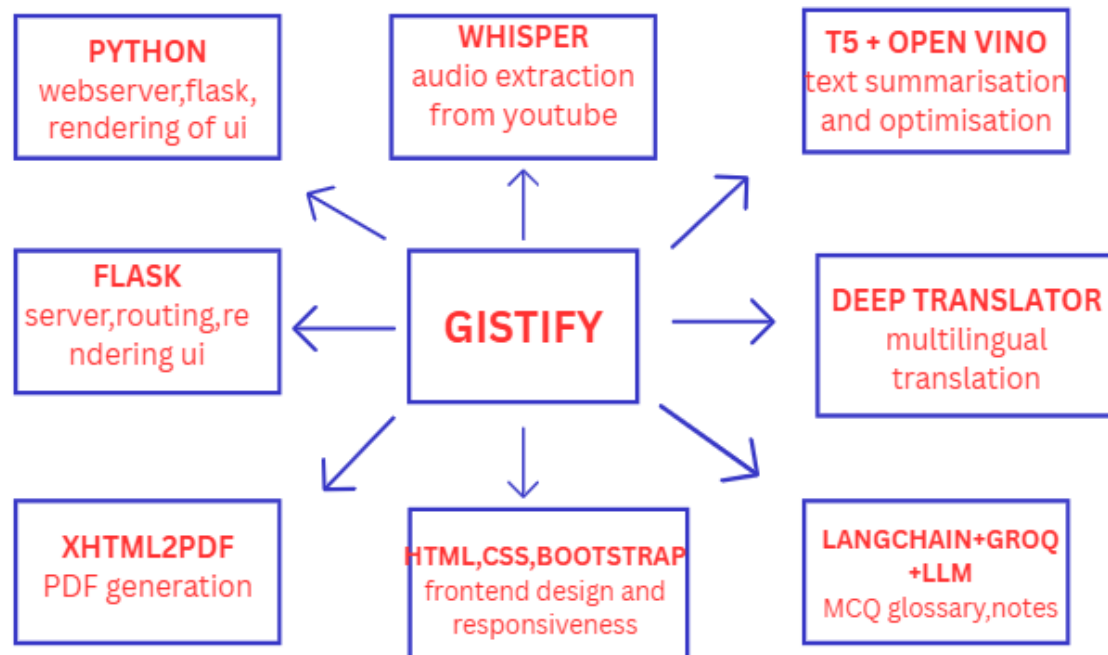 PYTHON
webserver,flask,
rendering of ui
WHISPER
audio extraction
from youtube
T5 + OPEN VINO
text summarisation
and optimisation
FLASK
server,routing,re
ndering ui
GISTIFY
DEEP TRANSLATOR
multilingual
translation
XHTML2PDF
PDF generation
HTML,CSS,BOOTSTRAP
frontend design and
responsiveness
LANGCHAIN+GROQ
+LLM
MCQ glossary,notes